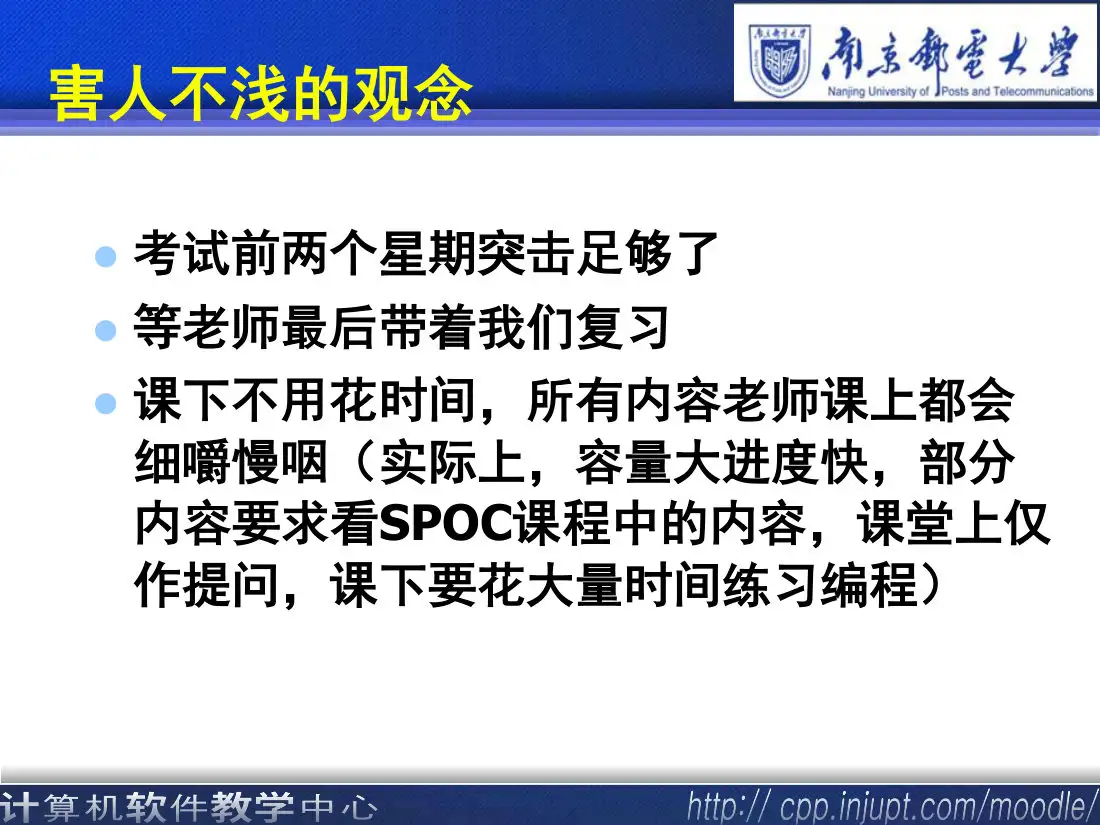 南京郵電大學
Nanjing University of Posts and Telecommunications
害人不浅的观念
考试前两个星期突击足够了
等老师最后带着我们复习
课下不用花时间，所有内容老师课上都会
细嚼慢咽（实际上，容量大进度快，部分
内容要求看SPOC课程中的内容，课堂上仅
作提问，课下要花大量时间练习编程）
计算机软件教学中心
http:// cpp.injupt.com/moodle/